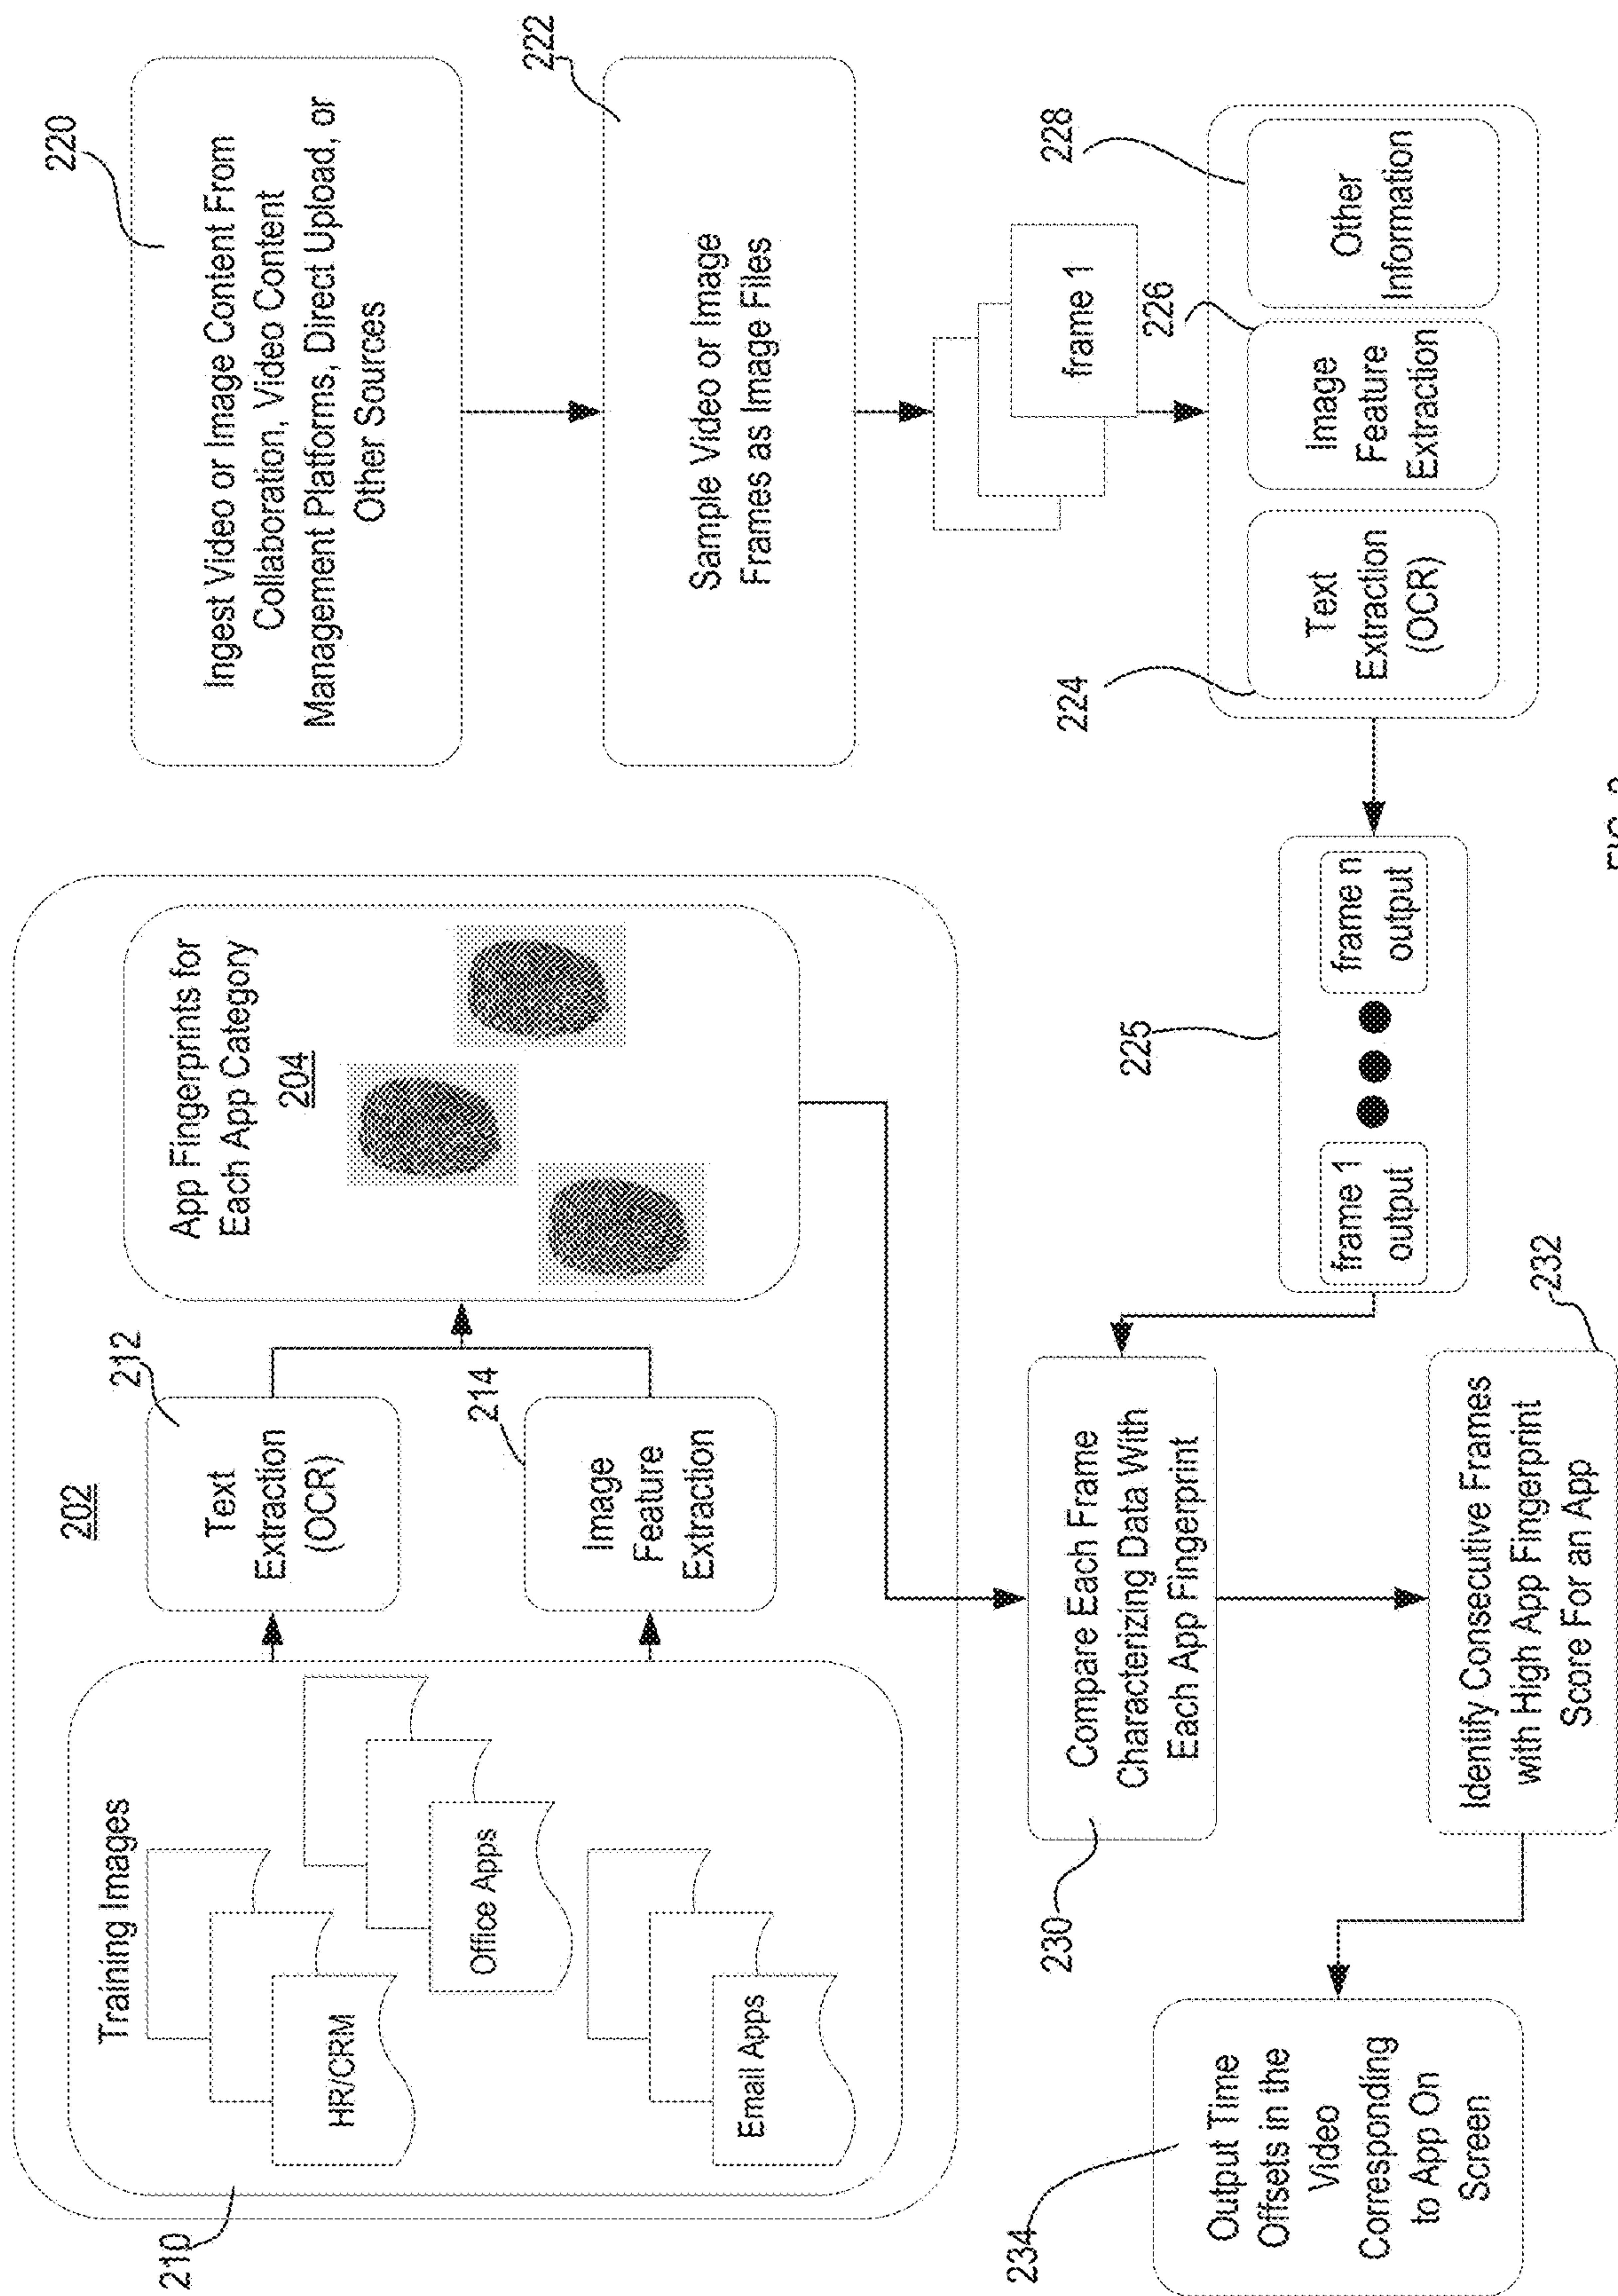 202
210
Training Images
HR/CRM
Office Apps
Email Apps
212
Text
Extraction
(OCR)
214
Image
Feature
Extraction
App Fingerprints for
Each App Category
204
220
Ingest Video or Image Content From
Collaboration, Video Content
Management Platforms, Direct Upload, or
Other Sources
222
Sample Video or Image
Frames as Image Files
frame 1
224
Text
Extraction
(OCR)
226
Image
Feature
Extraction
228
Other
Information
225
frame 1
output
frame n
output
230
Compare Each Frame
Characterizing Data With
Each App Fingerprint
232
Identify Consecutive Frames
with High App Fingerprint
Score For an App
234
Output Time
Offsets in the
Video
Corresponding
to App On
Screen